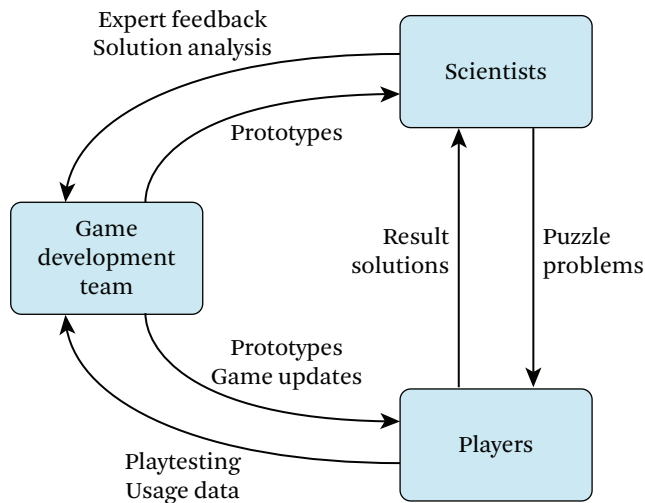 Expert feedback
Solution analysis
Scientists
Prototypes
Game
development
team
Result
solutions
Puzzle
problems
Prototypes
Game updates
Players
Playtesting
Usage data